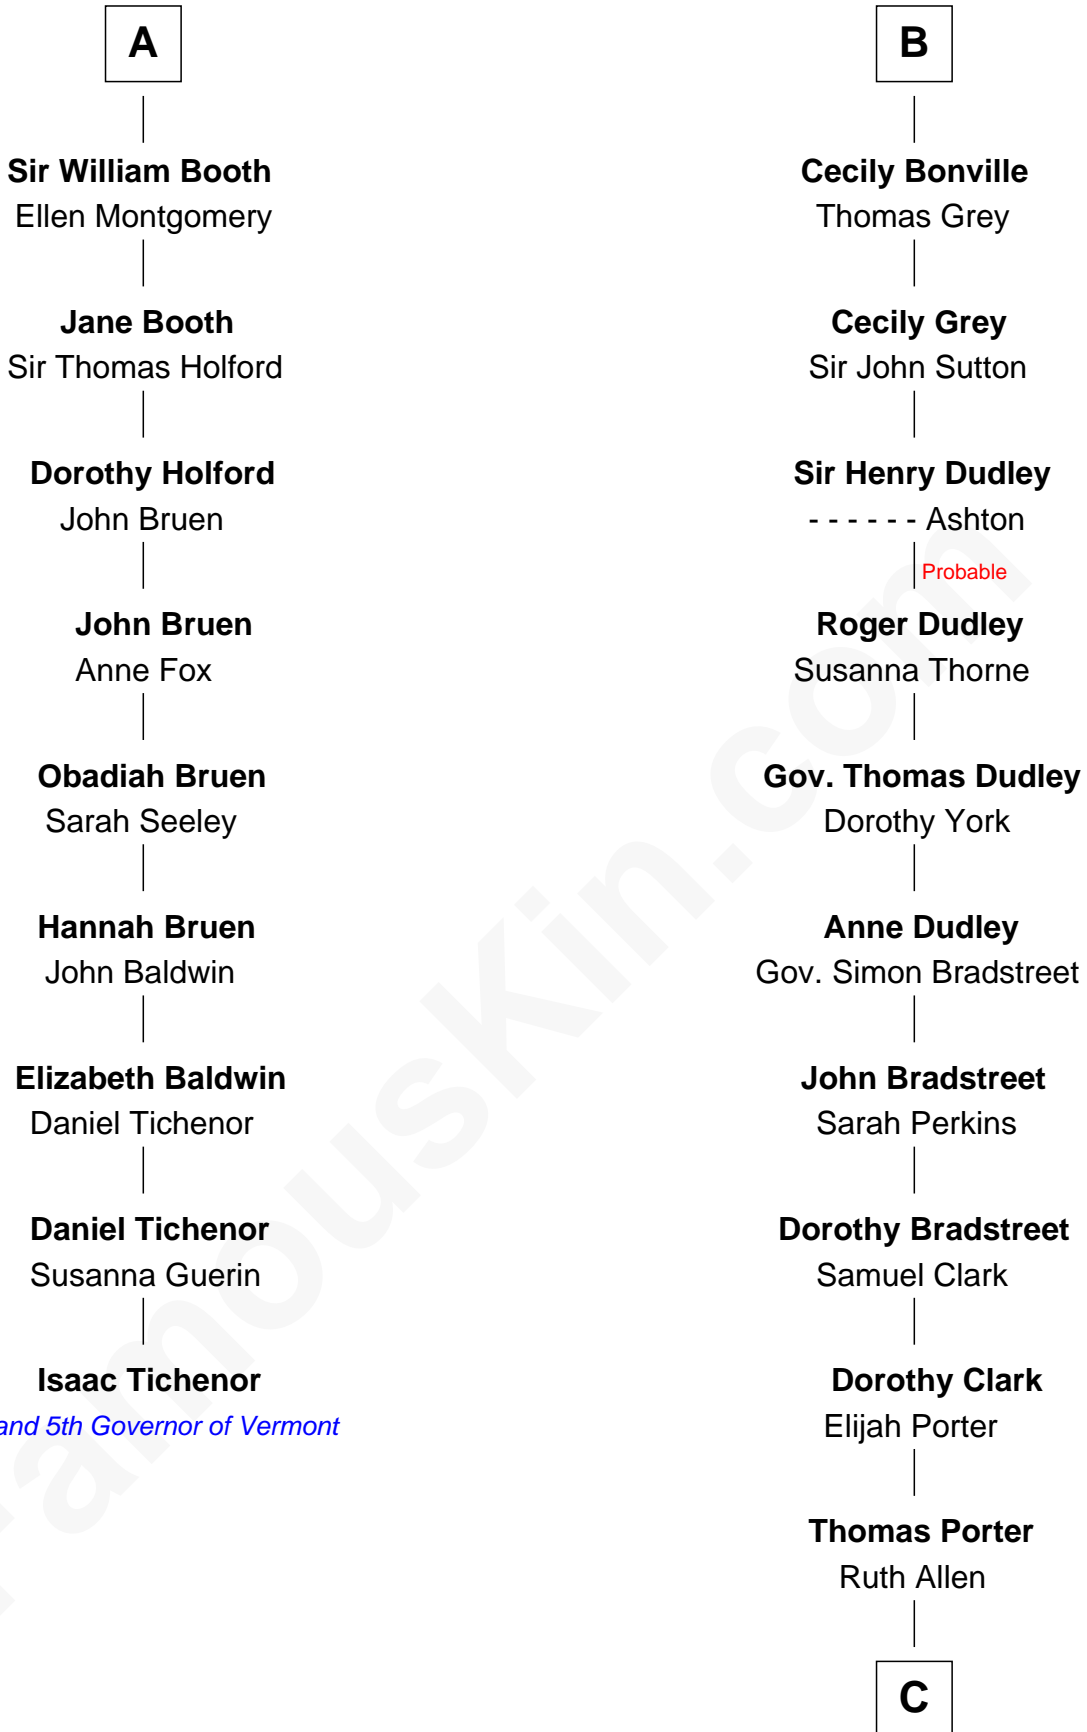 A
Sir William Booth
Ellen Montgomery
Jane Booth
Sir Thomas Holford
Dorothy Holford
John Bruen
John Bruen
Anne Fox
Obadiah Bruen
Sarah Seeley
Hannah Bruen
John Baldwin
Elizabeth Baldwin
Daniel Tichenor
Daniel Tichenor
Susanna Guerin
Isaac Tichenor
and 5th Governor of Vermont
B
Cecily Bonville
Thomas Grey
Cecily Grey
Sir John Sutton
Sir Henry Dudley
- - - - - - Ashton
Probable
Roger Dudley
Susanna Thorne
Gov. Thomas Dudley
Dorothy York
Anne Dudley
Gov. Simon Bradstreet
John Bradstreet
Sarah Perkins
Dorothy Bradstreet
Samuel Clark
Dorothy Clark
Elijah Porter
Thomas Porter
Ruth Allen
C
FamousKin.com